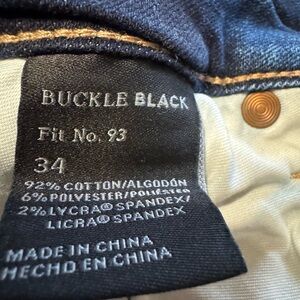 BUCKLE BLACK
Fit No. 93
34
92% COTTON/ALGODÓN
6% POLYESTER/POLIÉSTER
2% LYCRA® SPANDEX/
LICRA® SPANDEX
MADE IN CHINA
HECHO EN CHINA